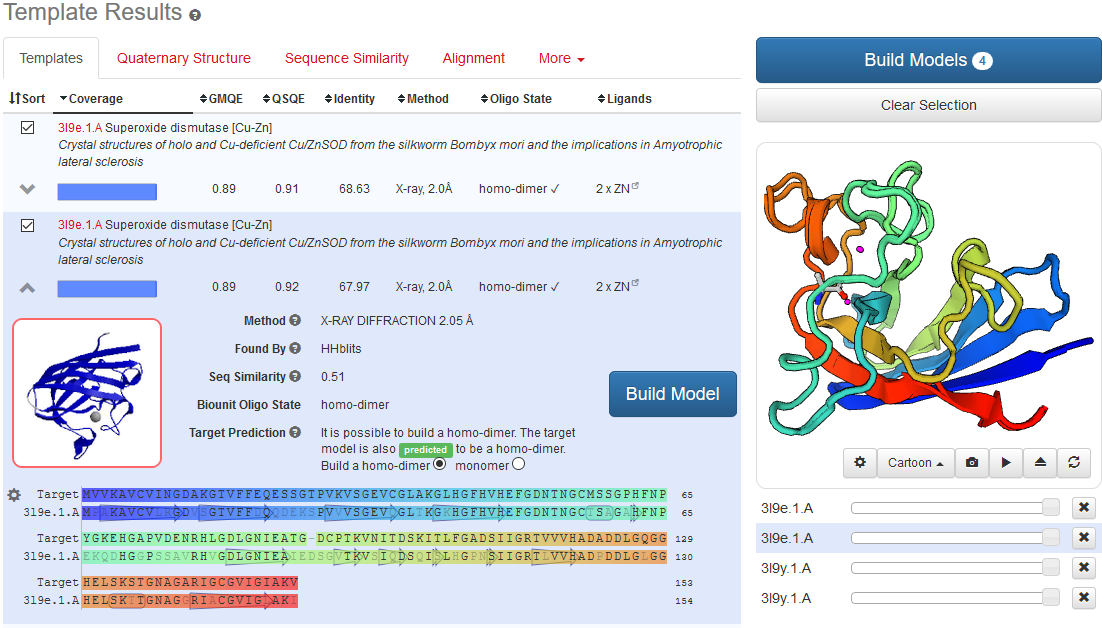 Template Results
Templates Quaternary Structure Sequence Similarity Alignment More
Sort Coverage GMQE QSQE Identity Method Oligo State Ligands
3l9e.1.A Superoxide dismutase [Cu-Zn]
Crystal structures of holo and Cu-deficient Cu/ZnSOD from the silkworm Bombyx mori and the implications in Amyotrophic
lateral sclerosis
0.89 0.91 68.63 X-ray, 2.0Å homo-dimer ✓ 2 x ZN
3l9e.1.A Superoxide dismutase [Cu-Zn]
Crystal structures of holo and Cu-deficient Cu/ZnSOD from the silkworm Bombyx mori and the implications in Amyotrophic
lateral sclerosis
0.89 0.92 67.97 X-ray, 2.0Å homo-dimer ✓ 2 x ZN
Method X-RAY DIFFRACTION 2.05 Å
Found By HHblits
Seq Similarity 0.51
Biounit Oligo State homo-dimer
Target Prediction It is possible to build a homo-dimer. The target
model is also predicted to be a homo-dimer.
Build a homo-dimer monomer
Build Model
Target MVVKAVCVINGDAKGTVFFEQESSGTPVKVSGEVCGLAKGLHGFHVHEFGDNTNGCMSSGPHFNP 65
3l9e.1.A 65
Target YGKEHGAPVDENRHLGDLGNIEATG-DCPTKVNITDSKITLFGADSIIGRTVVVHADADDLGQGG 129
3l9e.1.A 130
Target HELSKSTGNAGARIGCGVIGIAKV 153
3l9e.1.A 154
Build Models 4
Clear Selection
Cartoon
3l9e.1.A
3l9e.1.A
3l9y.1.A
3l9y.1.A